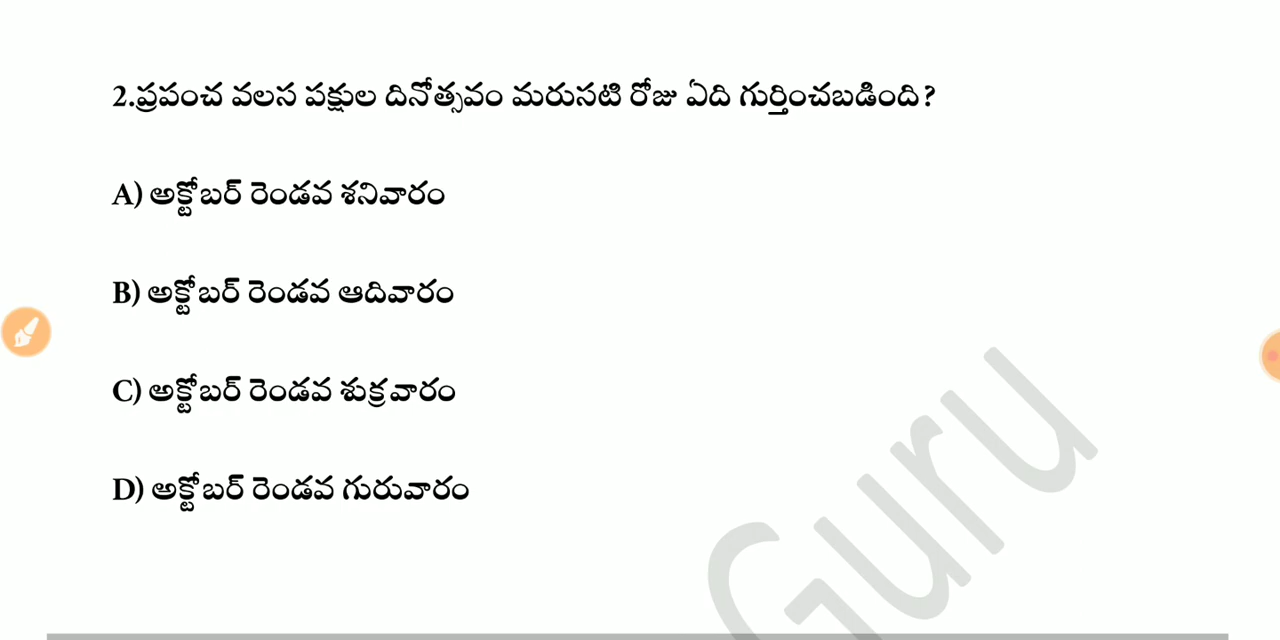 2.ప్రపంచ వలస పక్షుల దినోత్సవం మరుసటి రోజు ఏది గుర్తించబడింది?
A) అక్టోబర్ రెండవ శనివారం
B) అక్టోబర్ రెండవ ఆదివారం
C) అక్టోబర్ రెండవ శుక్రవారం
D) అక్టోబర్ రెండవ గురువారం
Guru